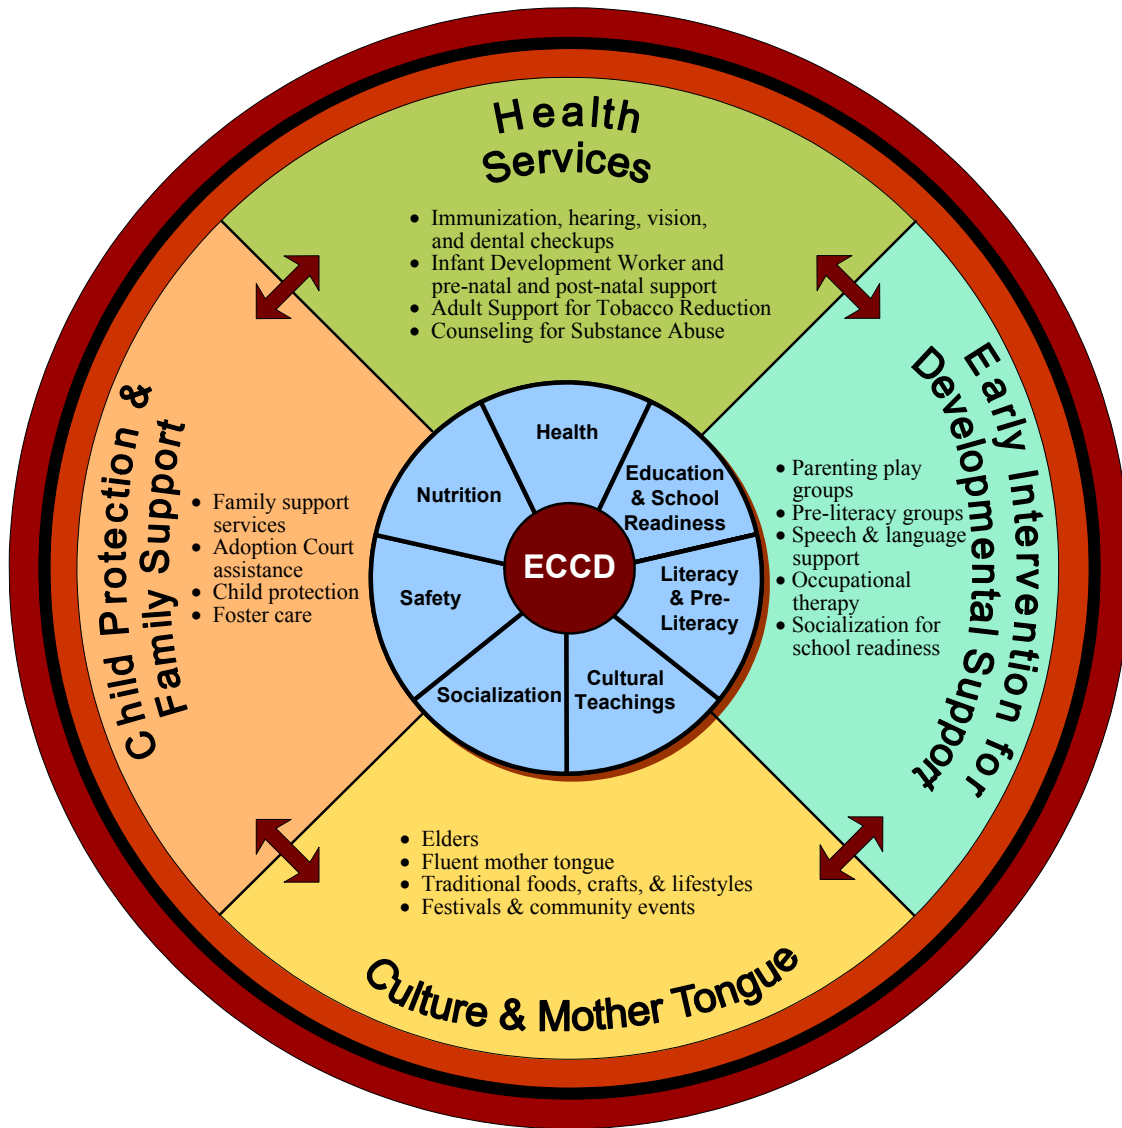 Health
Services
• Immunization, hearing, vision,
and dental checkups
• Infant Development Worker and
pre-natal and post-natal support
• Adult Support for Tobacco Reduction
• Counseling for Substance Abuse
Child Protection &
Family Support
• Family support
services
• Adoption Court
assistance
• Child protection
• Foster care
Health
Education
& School
Readiness
Nutrition
ECCD
Literacy
& Pre-
Literacy
Safety
Cultural
Teachings
Socialization
Early Intervention for
Developmental Support
• Parenting play
groups
• Pre-literacy groups
• Speech & language
support
• Occupational
therapy
• Socialization for
school readiness
• Elders
• Fluent mother tongue
• Traditional foods, crafts, & lifestyles
• Festivals & community events
Culture & Mother Tongue